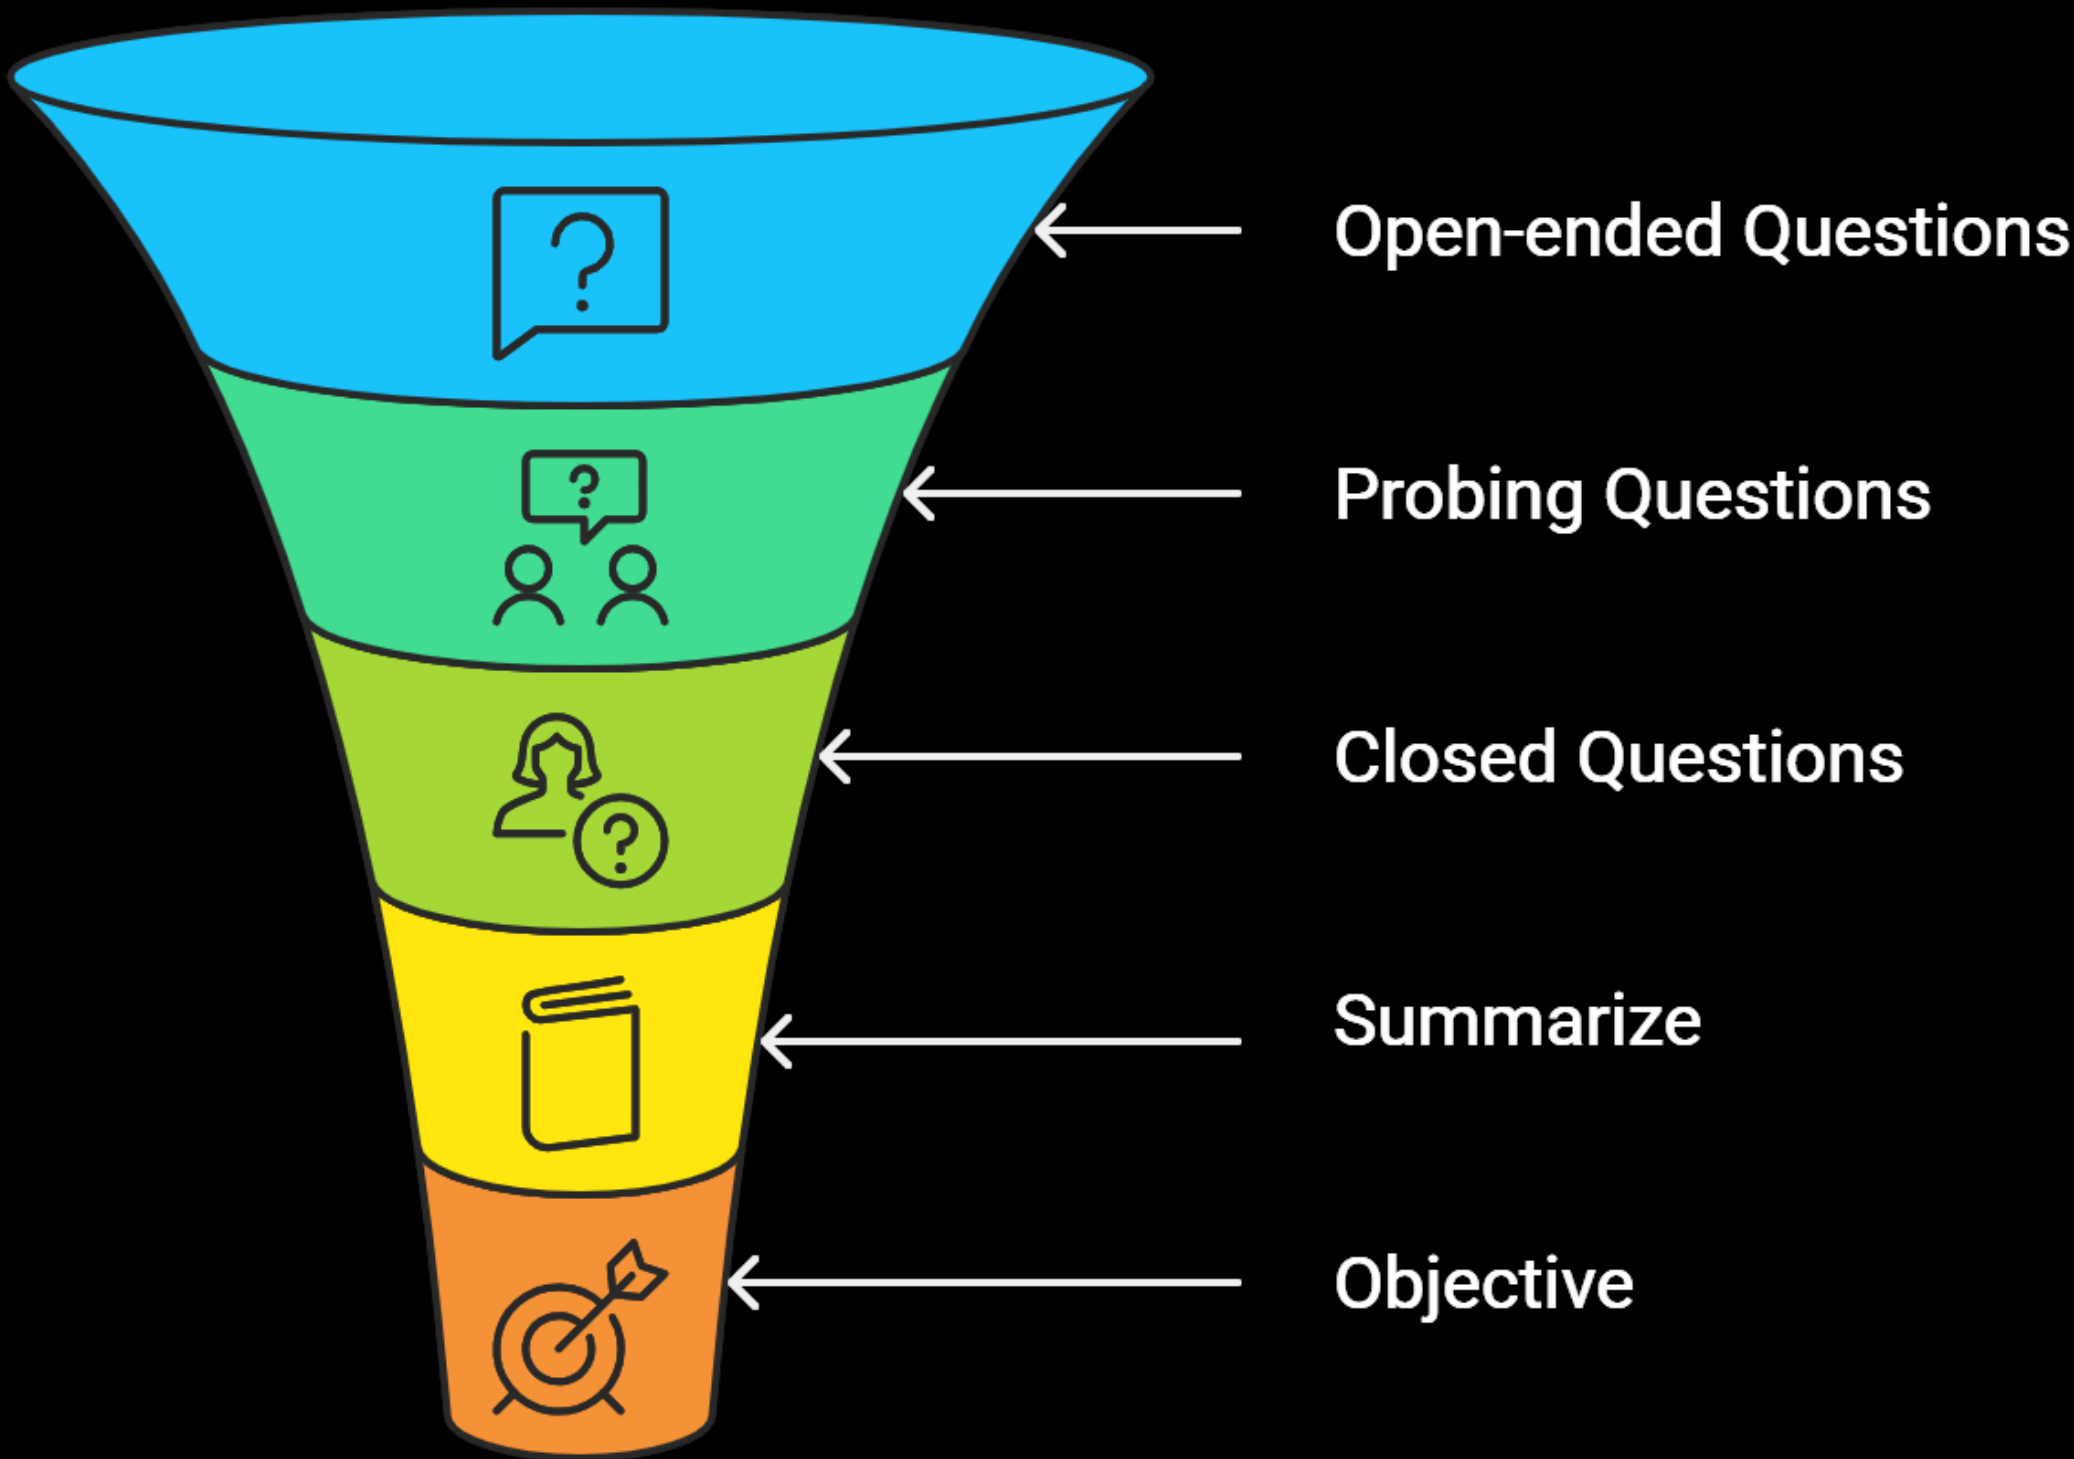 Open-ended Questions
Probing Questions
Closed Questions
Summarize
Objective